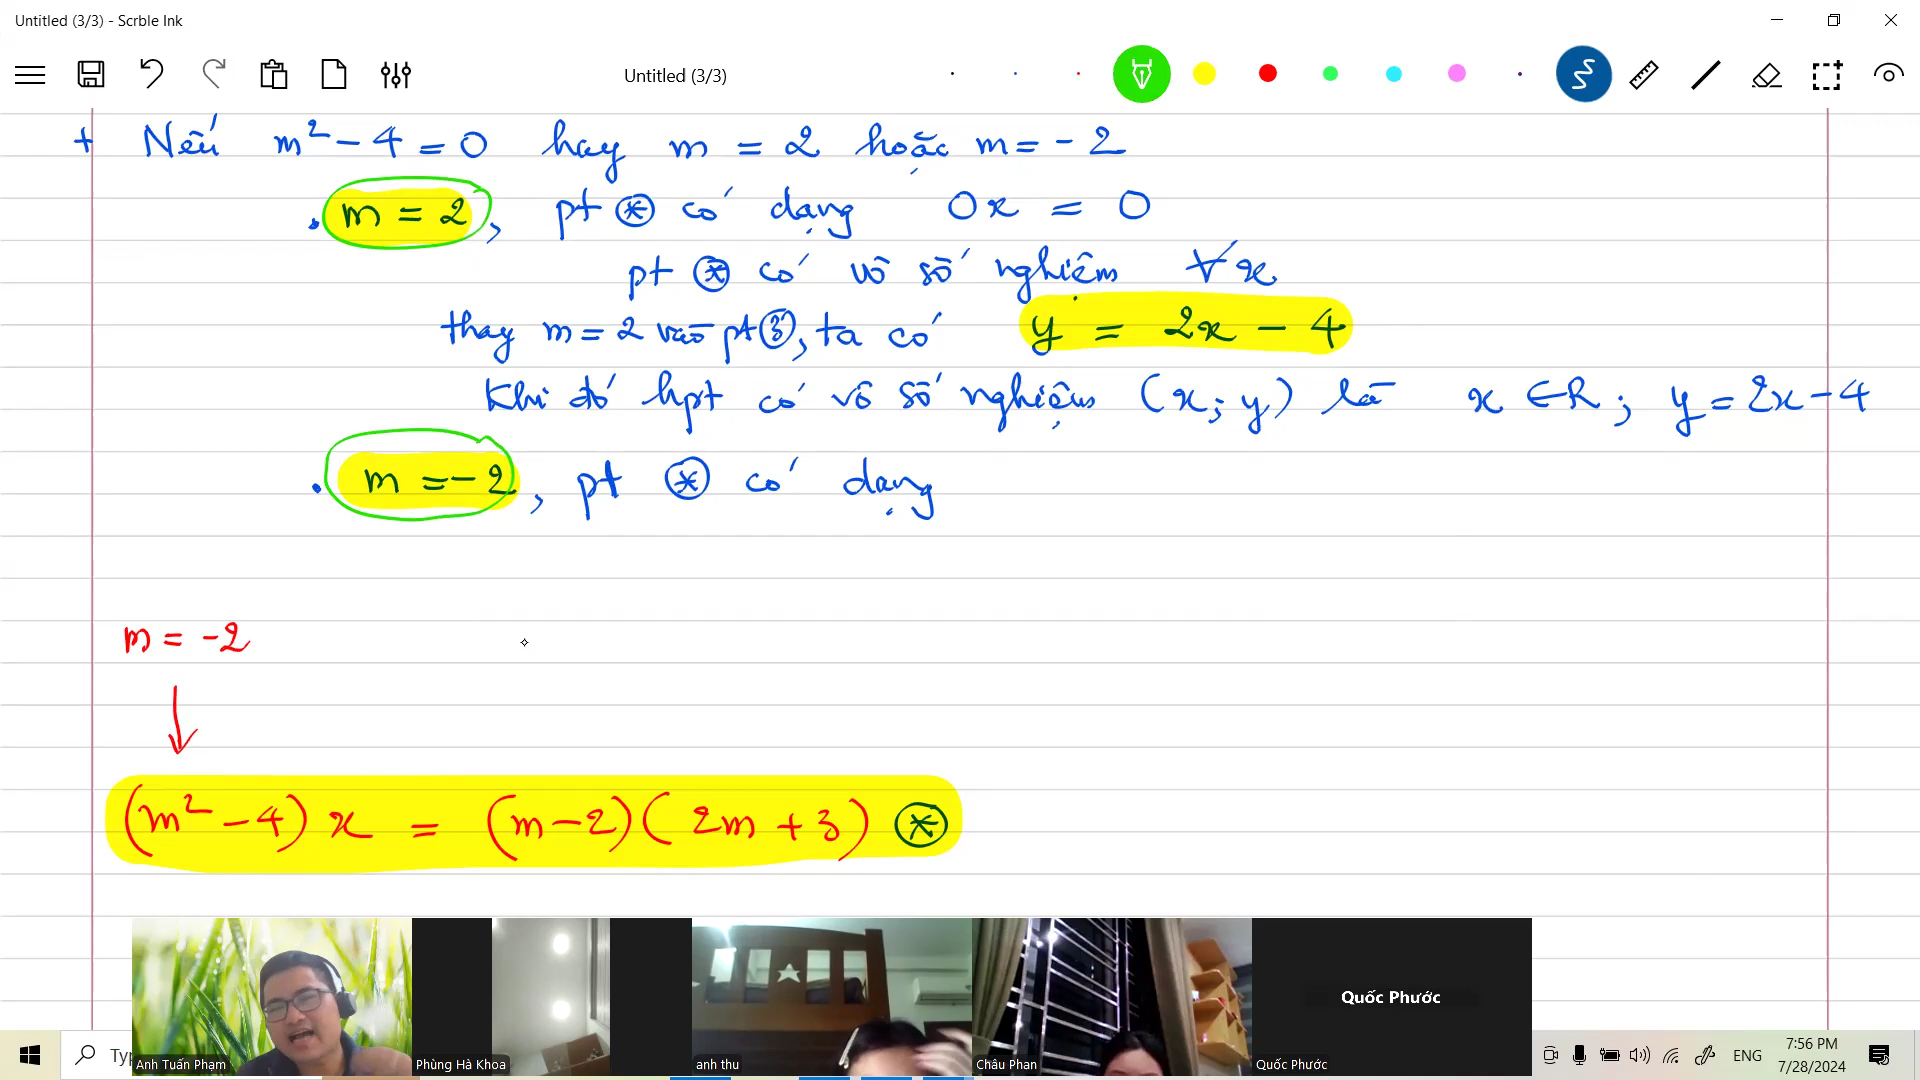 Untitled (3/3) - Scrble Ink
Untitled (3/3)
+ Nếu m² - 4 = 0 hay m = 2 hoặc m = - 2
. m = 2 , pt ⊛ có dạng 0x = 0
pt ⊛ có vô số nghiệm ∀x
thay m = 2 vào pt ③, ta có y = 2x - 4
Khi đó hpt có vô số nghiệm (x; y) là x ∈ R ; y = 2x - 4
. m = - 2 , pt ⊛ có dạng
m = -2
↓
(m² - 4) x = (m - 2)( 2m + 3) ⊛
Quốc Phước
Anh Tuấn Phạm
Phùng Hà Khoa
anh thu
Châu Phan
Quốc Phước
ENG
7:56 PM
7/28/2024